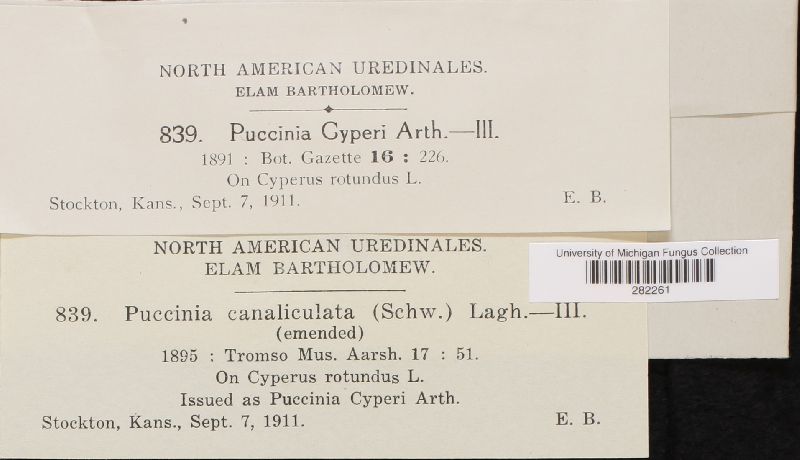 NORTH AMERICAN UREDINALES.
ELAM BARTHOLOMEW.
839. Puccinia Cyperi Arth.—III.
1891 : Bot. Gazette 16 : 226.
On Cyperus rotundus L.
Stockton, Kans., Sept. 7, 1911. E. B.
NORTH AMERICAN UREDINALES.
ELAM BARTHOLOMEW.
University of Michigan Fungus Collection
282261
839. Puccinia canaliculata (Schw.) Lagh.—III.
(emended)
1895 : Tromso Mus. Aarsh. 17 : 51.
On Cyperus rotundus L.
Issued as Puccinia Cyperi Arth.
Stockton, Kans., Sept. 7, 1911. E. B.